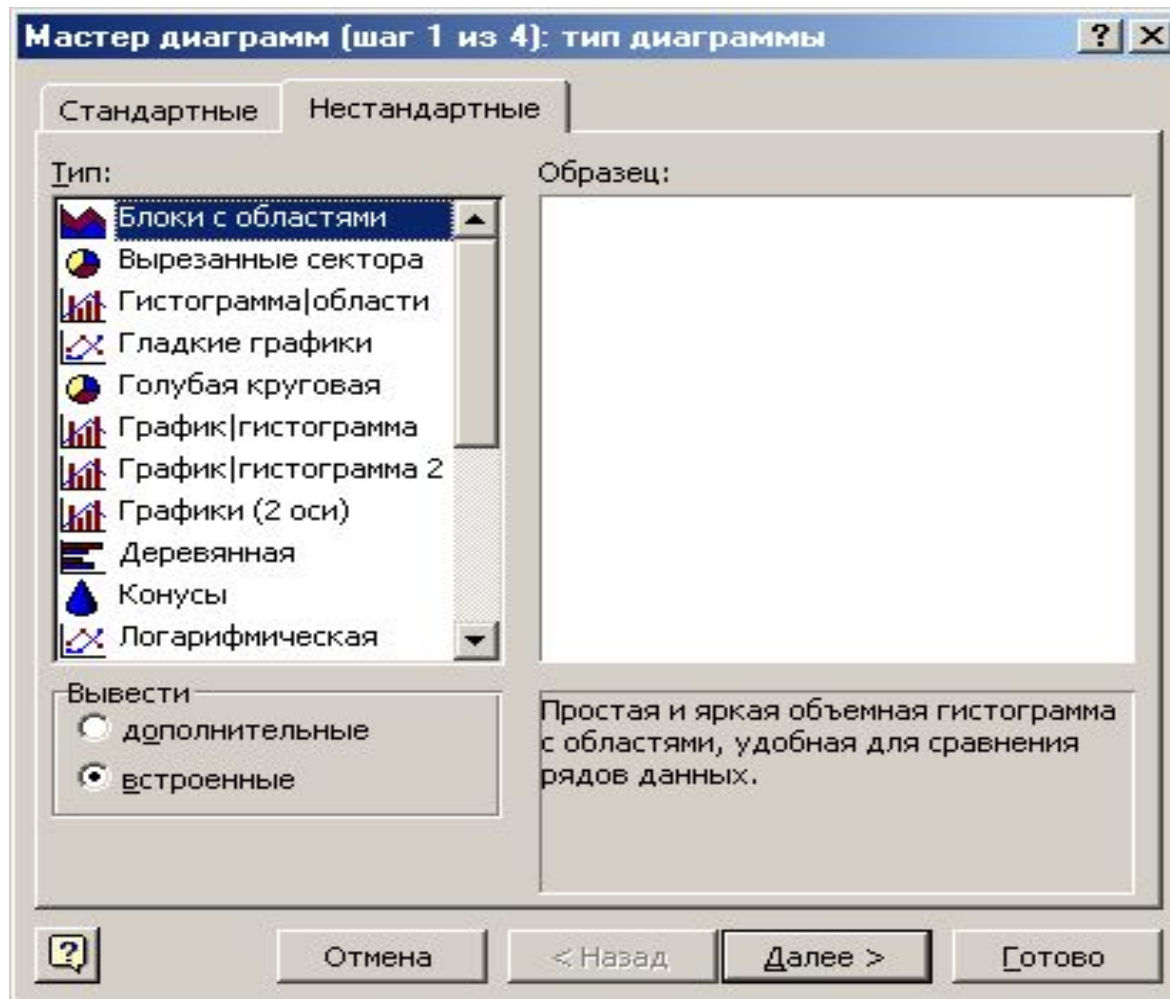 Мастер диаграмм (шаг 1 из 4): тип диаграммы
Стандартные
Нестандартные
Тип:
Образец:
Блоки с областями
Вырезанные сектора
Гистограмма|области
Гладкие графики
Голубая круговая
График|гистограмма
График|гистограмма 2
Графики (2 оси)
Деревянная
Конусы
Логарифмическая
Вывести
дополнительные
встроенные
Простая и яркая объемная гистограмма
с областями, удобная для сравнения
рядов данных.
Отмена
< Назад
Далее >
Готово